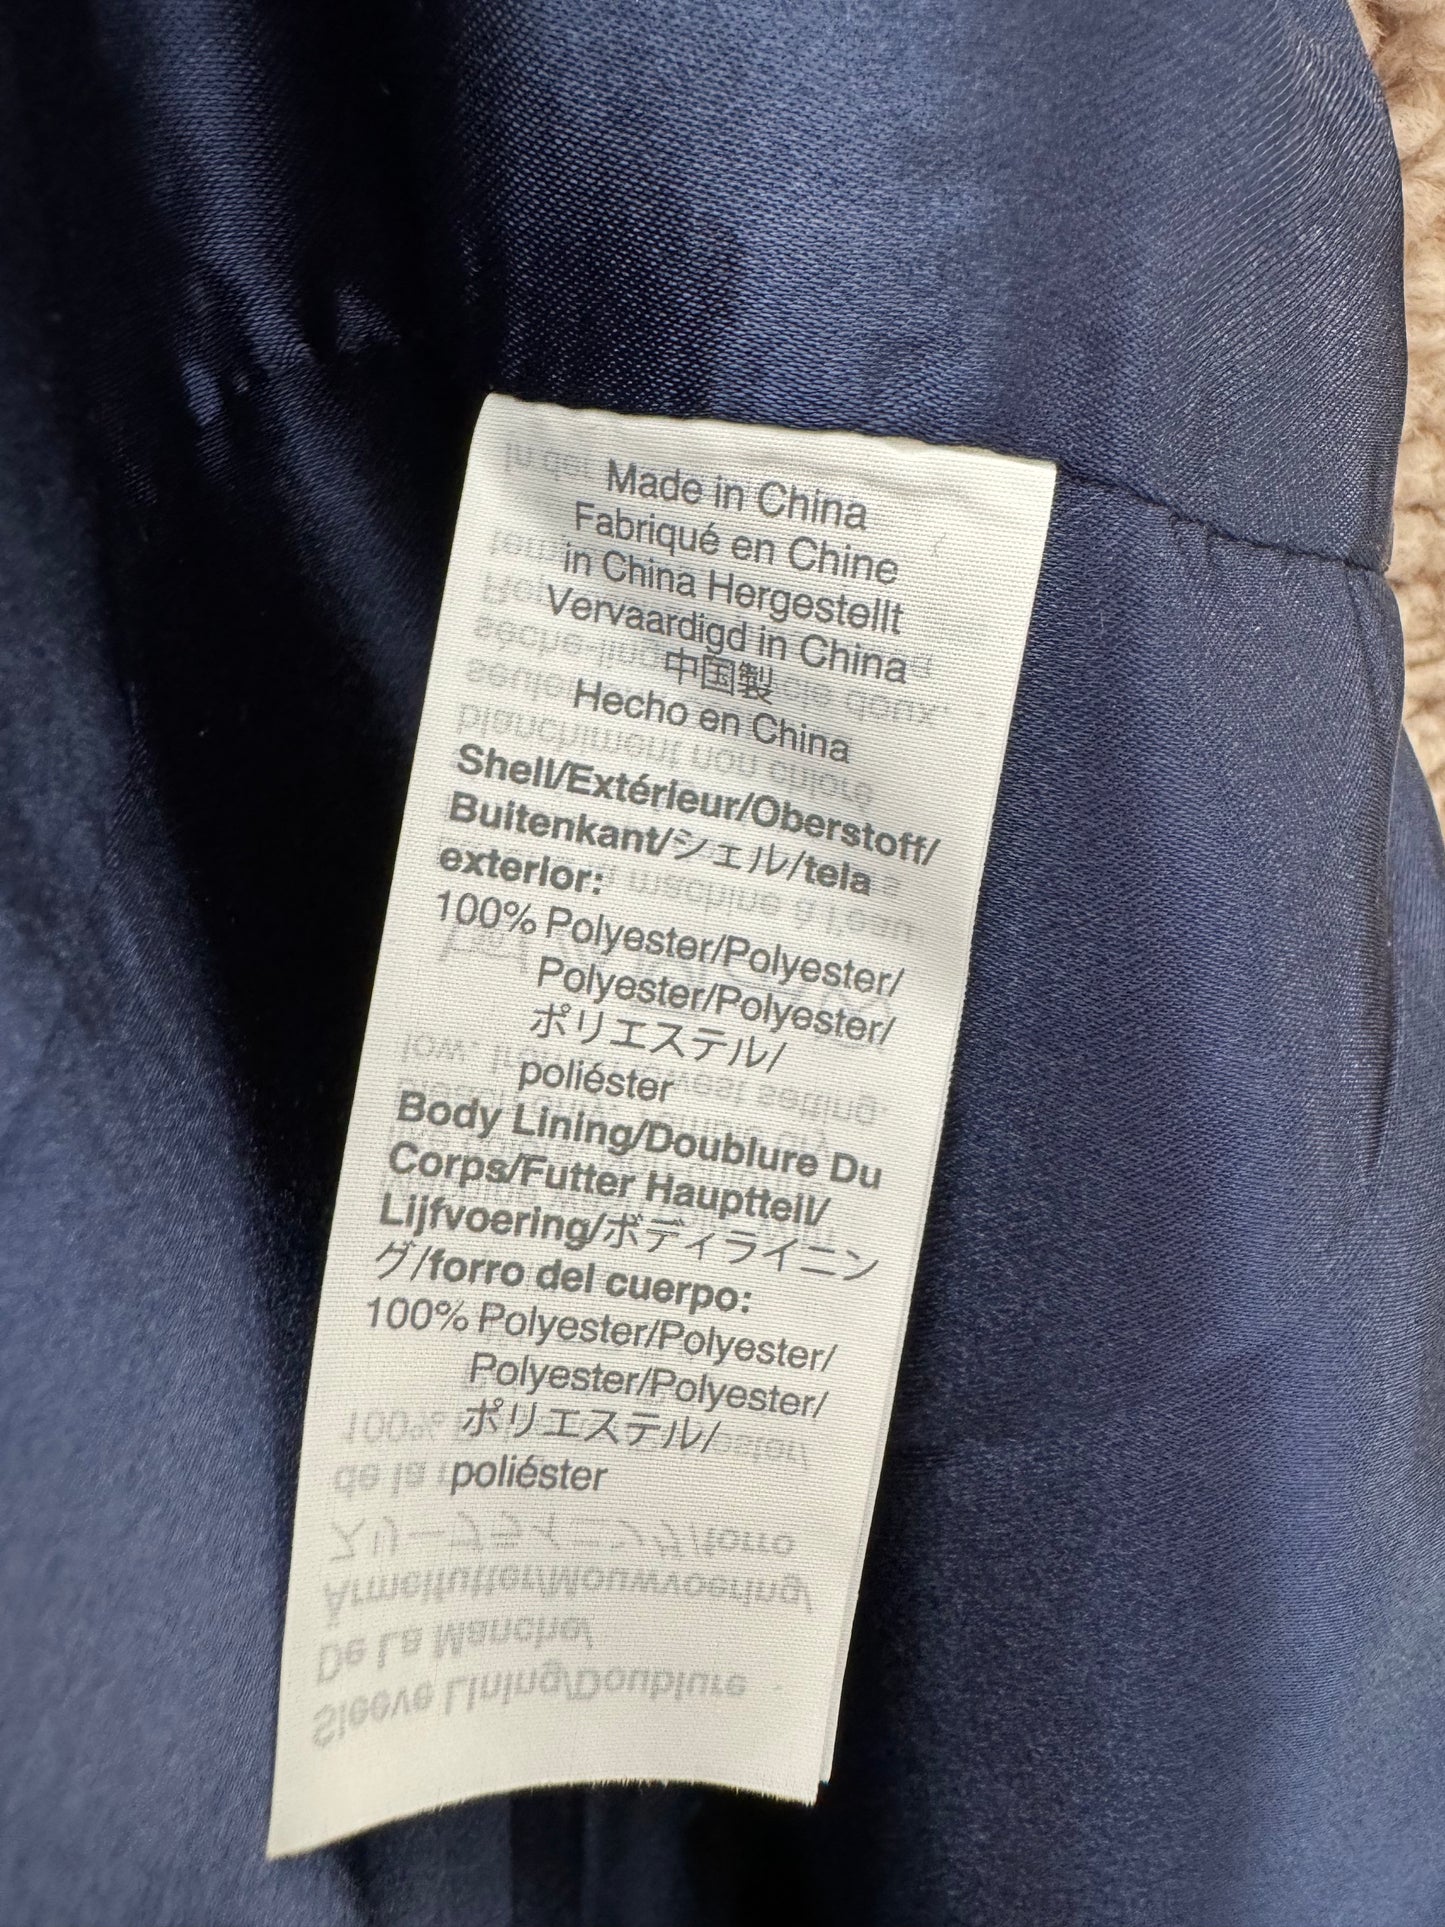 Made in China
Fabriqué en Chine
in China Hergestellt
Vervaardigd in China
中国製
Hecho en China
Shell/Extérieur/Oberstoff/
Buitenkant/シェル/tela
exterior:
100% Polyester/Polyester/
Polyester/Polyester/
ポリエステル/
poliéster
Body Lining/Doublure Du
Corps/Futter Hauptteil/
Lijfvoering/ボディライニン
グ/forro del cuerpo:
100% Polyester/Polyester/
Polyester/Polyester/
ポリエステル/
poliéster